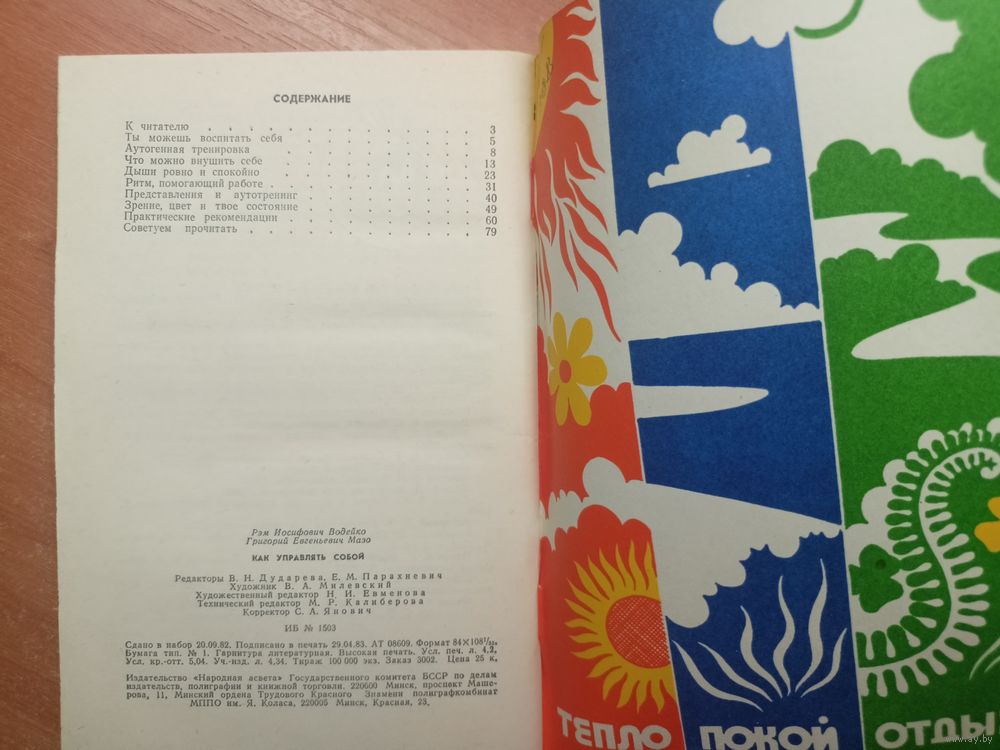 СОДЕРЖАНИЕ
К читателю . . . . . . . . . . . . . 3
Ты можешь воспитать себя . . . . . . . . . 5
Аутогенная тренировка . . . . . . . . . . 8
Что можно внушить себе . . . . . . . . . . 13
Дыши ровно и спокойно . . . . . . . . . . 23
Ритм, помогающий работе . . . . . . . . . . 31
Представления и аутотренинг . . . . . . . . 40
Зрение, цвет и твое состояние . . . . . . . . 49
Практические рекомендации . . . . . . . . . 60
Советуем прочитать . . . . . . . . . . 79
Рэм Иосифович Водейко
Григорий Евгеньевич Мазо
КАК УПРАВЛЯТЬ СОБОЙ
Редакторы В. Н. Дударева, Е. М. Парахневич
Художник В. А. Милевский
Художественный редактор Н. И. Евменова
Технический редактор М. Р. Калиберова
Корректор С. А. Янович
ИБ № 1503
Сдано в набор 20.09.82. Подписано в печать 29.04.83. АТ 08609. Формат 84×108¹/₃₂.
Бумага тип. № 1. Гарнитура литературная. Высокая печать. Усл. печ. л. 4,2.
Усл. кр.-отт. 5,04. Уч.-изд. л. 4,34. Тираж 100 000 экз. Заказ 3002. Цена 25 к.
Издательство «Народная асвета» Государственного комитета БССР по делам
издательств, полиграфии и книжной торговли. 220600 Минск, проспект Маше-
рова, 11, Минский ордена Трудового Красного Знамени полиграфкомбинат
МППО им. Я. Коласа, 220005 Минск, Красная, 23.
ТЕПЛО ПОКОЙ ОТДЫ
www.ay.by